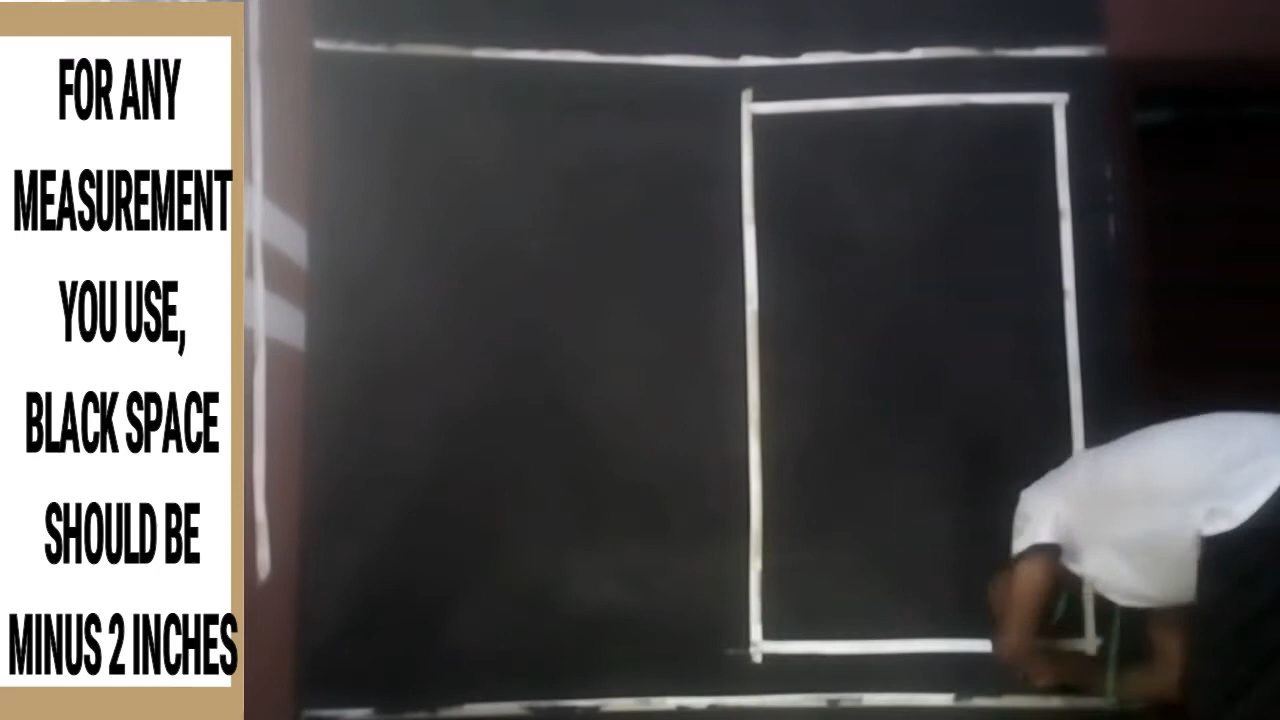 FOR ANY
MEASUREMENT
YOU USE,
BLACK SPACE
SHOULD BE
MINUS 2 INCHES